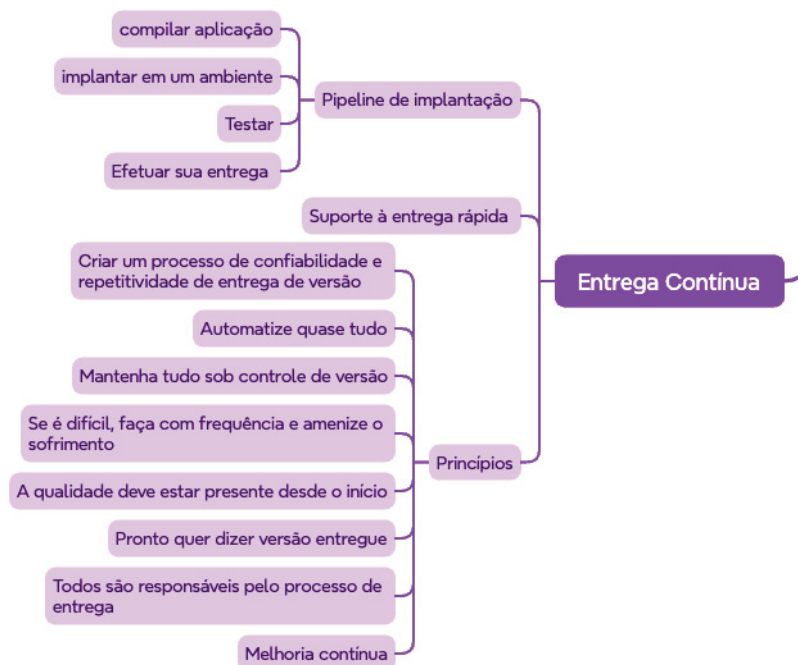 compilar aplicação
implantar em um ambiente
Pipeline de implantação
Testar
Efetuar sua entrega
Suporte à entrega rápida
Criar um processo de confiabilidade e
repetitividade de entrega de versão
Entrega Contínua
Automatize quase tudo
Mantenha tudo sob controle de versão
Se é difícil, faça com frequência e amenize o
sofrimento
Princípios
A qualidade deve estar presente desde o início
Pronto quer dizer versão entregue
Todos são responsáveis pelo processo de
entrega
Melhoria contínua